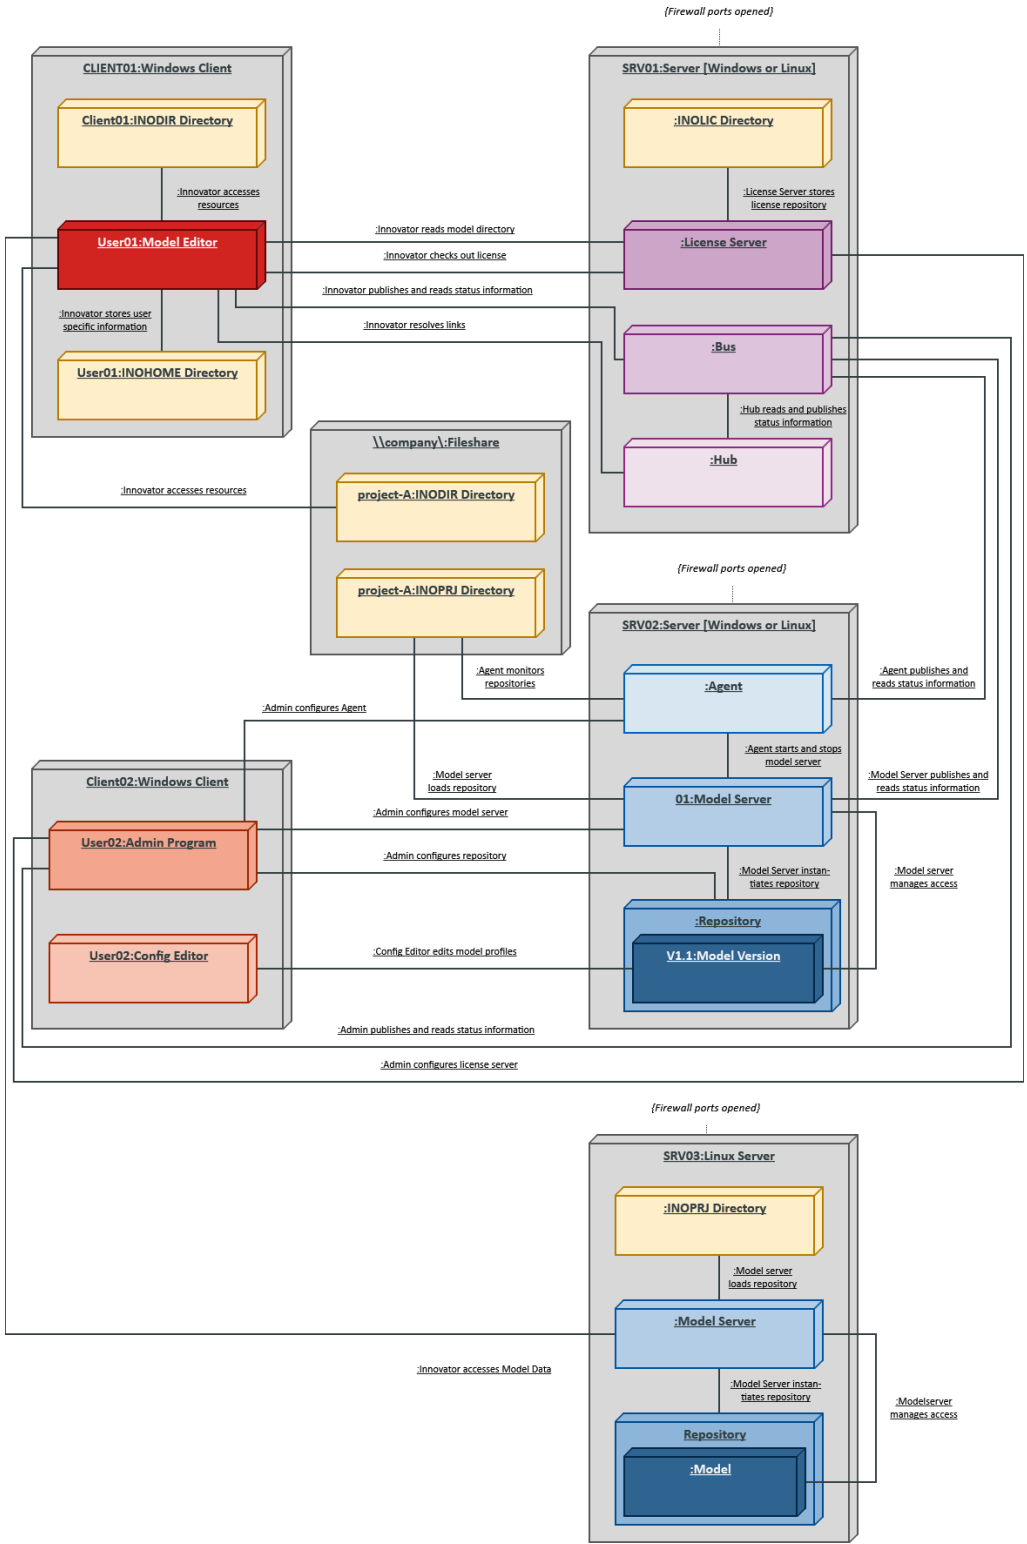 {Firewall ports opened}
CLIENT01:Windows Client
SRV01:Server [Windows or Linux]
Client01:INODIR Directory
:INOLIC Directory
:Innovator accesses
resources
:License Server stores
license repository
User01:Model Editor
:Innovator reads model directory
:License Server
:Innovator checks out license
:Innovator publishes and reads status information
:Innovator stores user
specific information
:Innovator resolves links
:Bus
User01:INOHOME Directory
:Hub reads and publishes
status information
\\company\:Fileshare
:Hub
:Innovator accesses resources
project-A:INODIR Directory
{Firewall ports opened}
project-A:INOPRJ Directory
SRV02:Server [Windows or Linux]
:Agent monitors
repositories
:Agent
:Agent publishes and
reads status information
:Admin configures Agent
:Agent starts and stops
model server
Client02:Windows Client
:Model server
loads repository
:Model Server publishes and
reads status information
01:Model Server
:Admin configures model server
User02:Admin Program
:Admin configures repository
:Model Server instan-
tiates repository
:Model server
manages access
:Repository
User02:Config Editor
:Config Editor edits model profiles
V1.1:Model Version
:Admin publishes and reads status information
:Admin configures license server
{Firewall ports opened}
SRV03:Linux Server
:INOPRJ Directory
:Model server
loads repository
:Model Server
:Innovator accesses Model Data
:Model Server instan-
tiates repository
:Modelserver
manages access
Repository
:Model